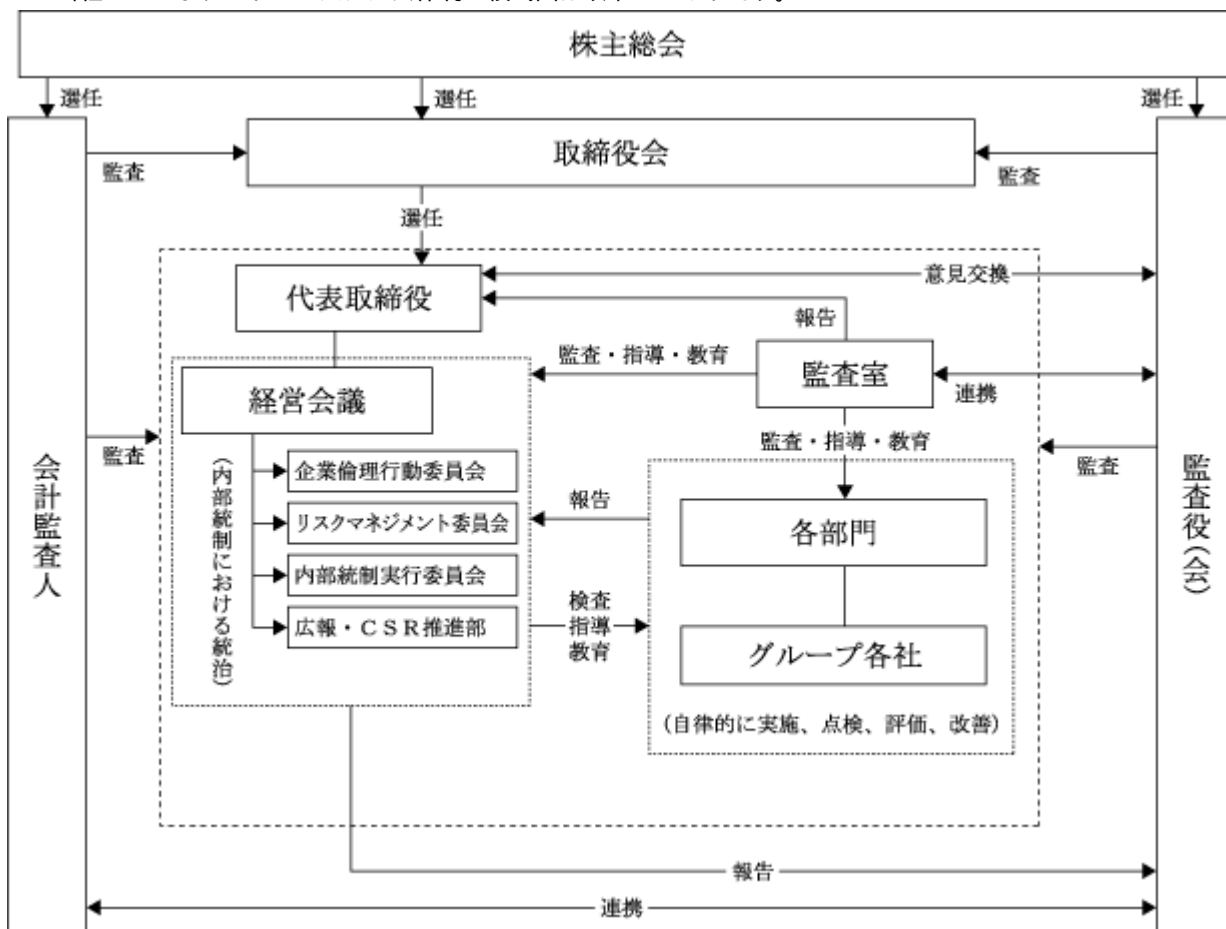 株主総会
選任
選任
選任
取締役会
監査
監査
選任
代表取締役
意見交換
報告
監査・指導・教育
監査室
経営会議
連携
監査・指導・教育
監査
監査
企業倫理行動委員会
リスクマネジメント委員会
内部統制実行委員会
広報・CSR推進部
(内部統制における統治)
報告
各部門
検査
指導
教育
グループ各社
(自律的に実施、点検、評価、改善)
会計監査人
監査役(会)
報告
連携